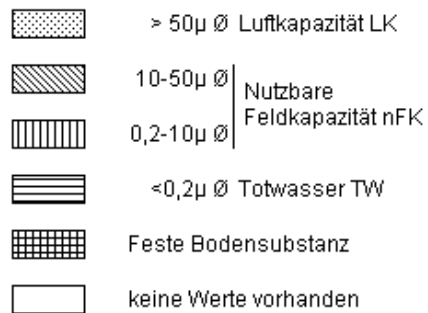 > 50µ Ø Luftkapazität LK
10-50µ Ø
Nutzbare
Feldkapazität nFK
0,2-10µ Ø
<0,2µ Ø Totwasser TW
Feste Bodensubstanz
keine Werte vorhanden